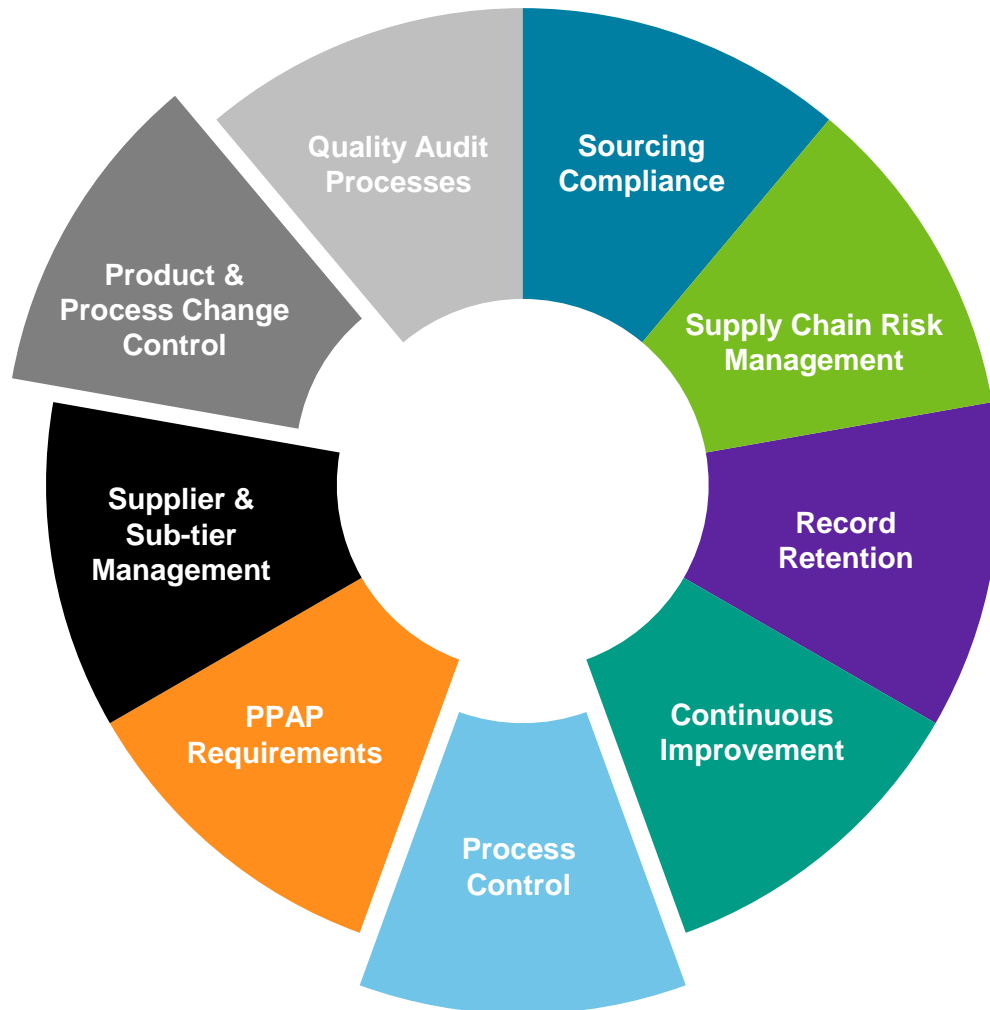 Sourcing
Compliance
Supply Chain Risk
Management
Record
Retention
Continuous
Improvement
Process
Control
PPAP
Requirements
Supplier &
Sub-tier
Management
Product &
Process Change
Control
Quality Audit
Processes